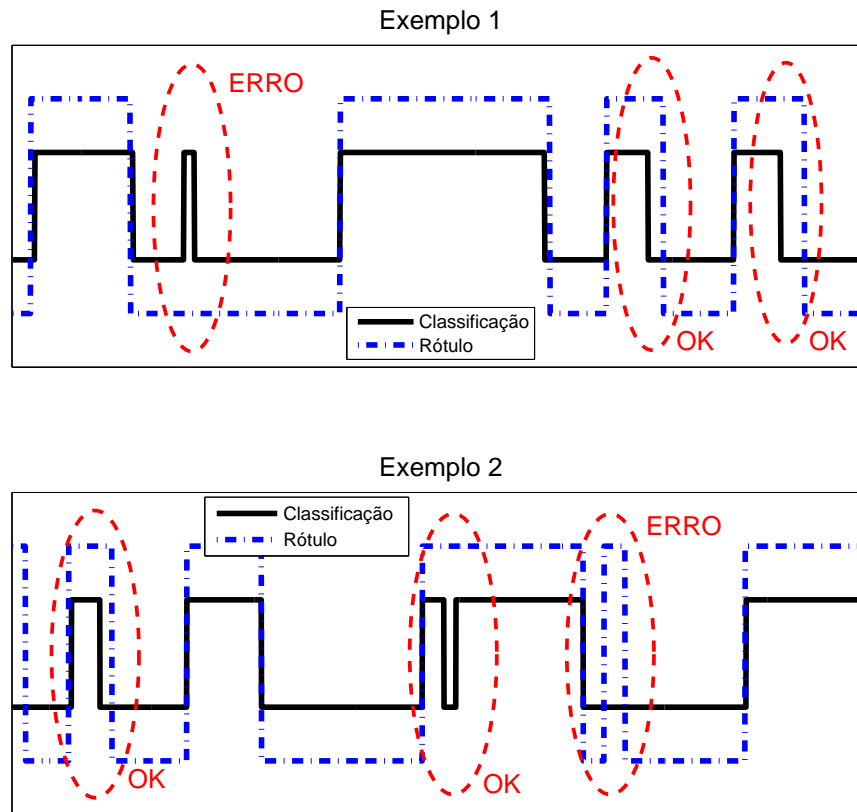 Exemplo 1
ERRO
Classificação
Rótulo
OK
OK
Exemplo 2
Classificação
Rótulo
ERRO
OK
OK